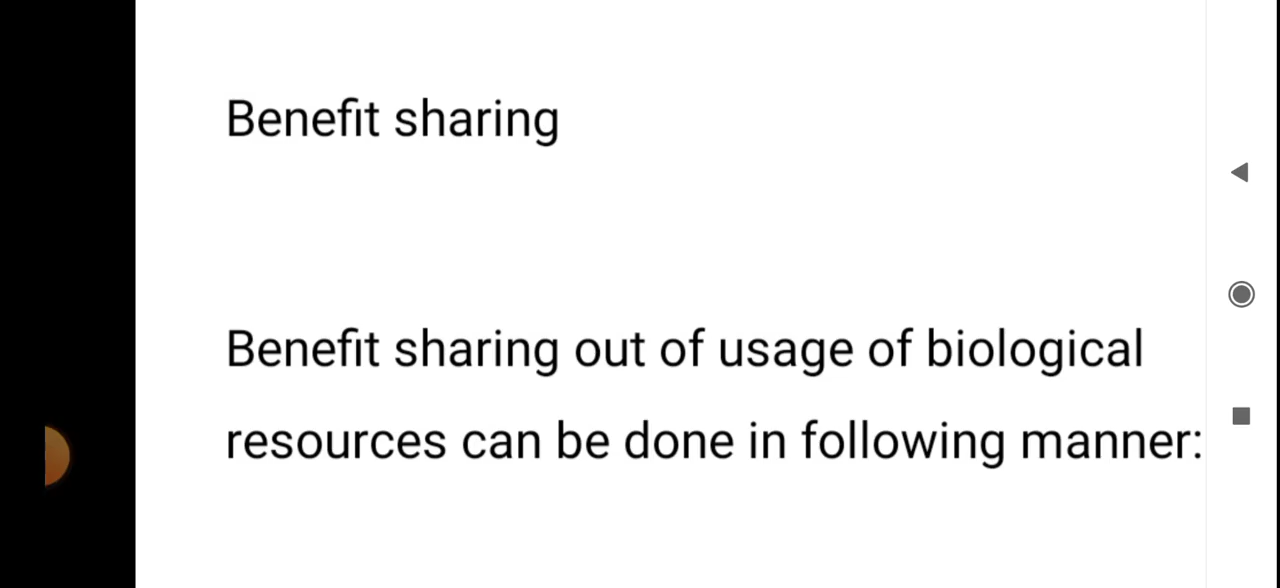 Benefit sharing
Benefit sharing out of usage of biological
resources can be done in following manner: